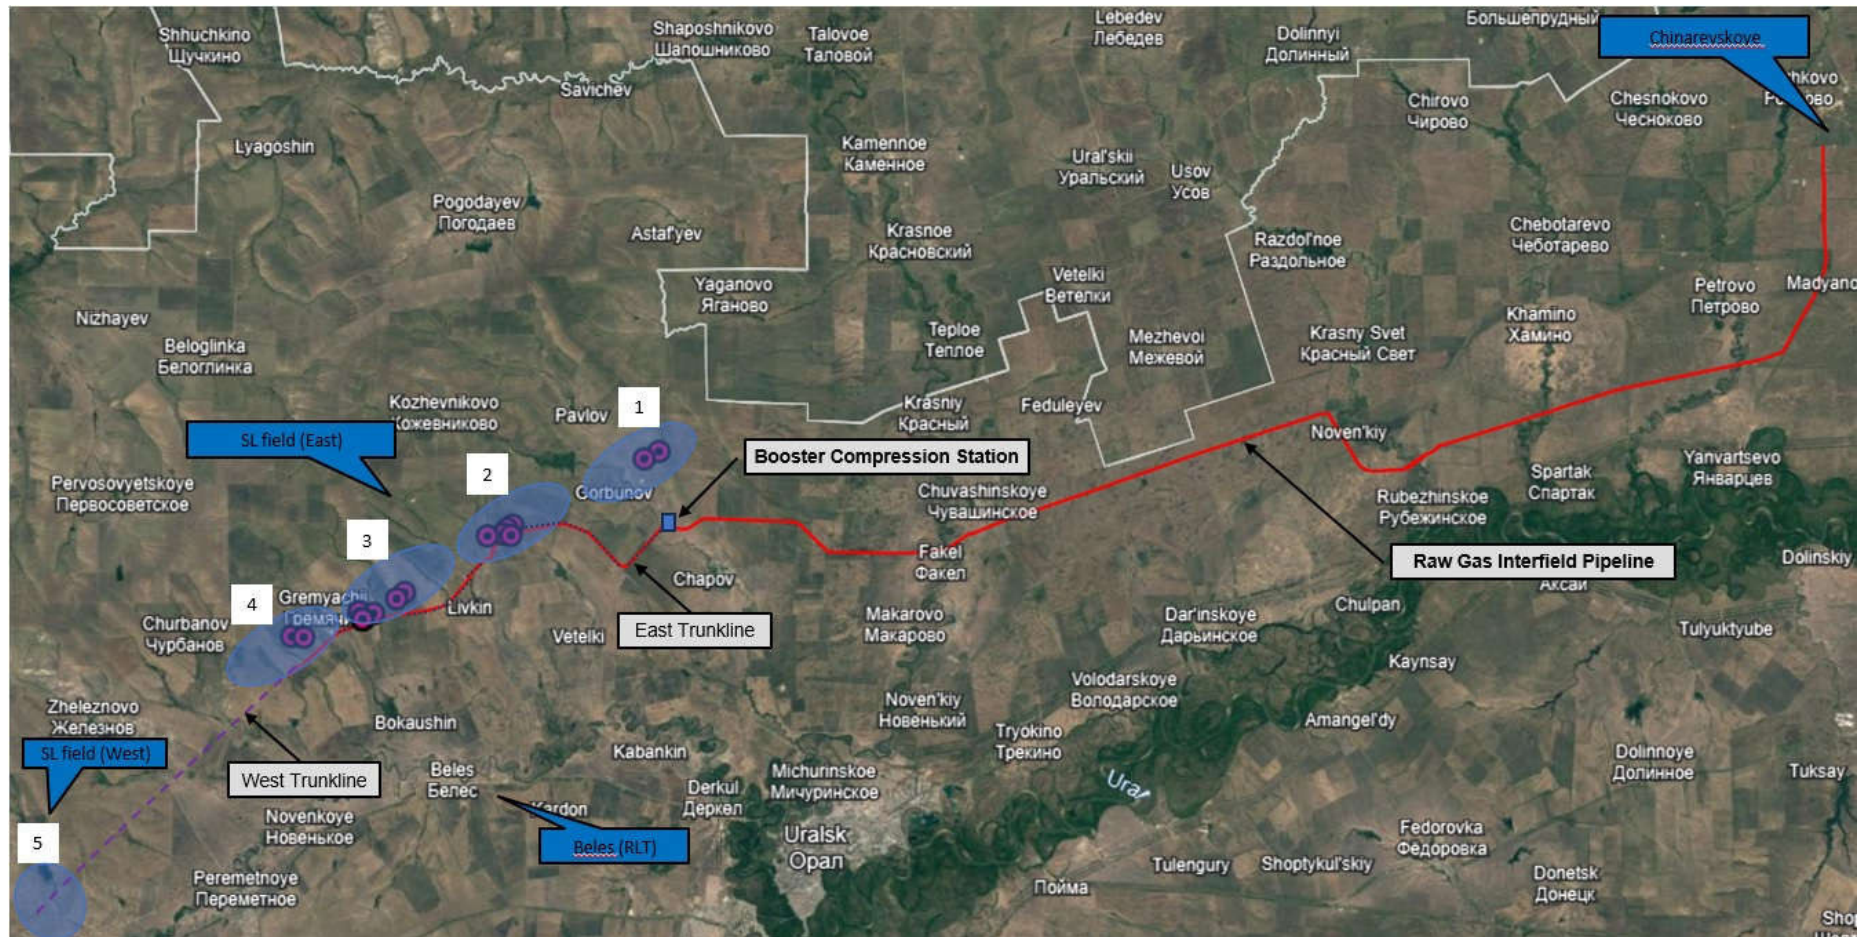 Shhuchkino
Щучкино
Shaposhnikovo
Шапошниково
Talovoe
Таловой
Lebedev
Лебедев
Dolinnyi
Долинный
Большепрудный
Chinarevskoye
Savichev
Chirovo
Чирово
Chesnokovo
Чесноково
Lyagoshin
Kamennoe
Каменное
Ural'skii
Уральский
Usov
Усов
Pogodayev
Погодаев
Astaf'yev
Krasnoe
Красновский
Razdol'noe
Раздольное
Chebotarevo
Чеботарево
Yaganovo
Яганово
Vetelki
Ветелки
Petrovo
Петрово
Madyano
Nizhayev
Beloglinka
Белоглинка
Teploe
Теплое
Mezhevoi
Межевой
Krasny Svet
Красный Свет
Khamino
Хамино
Kozhevnikovo
Кожевниково
Pavlov
1
Krasniy
Красный
Feduleyev
Noven'kiy
SL field (East)
Booster Compression Station
2
Gorbunov
Pervosovyetskoye
Первосоветское
Chuvashinskoye
Чувашинское
Rubezhinskoe
Рубежинское
Spartak
Спартак
Yanvartsevo
Январцев
3
Fakel
Факел
Raw Gas Interfield Pipeline
Dolinskiy
Аксай
Chapov
4
Livkin
Churbanov
Чурбанов
Vetelki
East Trunkline
Makarovo
Макарово
Dar'inskoye
Дарьинское
Chulpan
Tulyuktyube
Kaynsay
Zheleznovo
Железнов
Bokaushin
Noven'kiy
Новенький
Volodarskoye
Володарское
Amangel'dy
SL field (West)
West Trunkline
Beles
Белес
Kabankin
Tryokino
Трекино
Dolinnoye
Долинное
Tuksay
Michurinskoe
Мичуринское
Derkul
Деркел
Ural
Novenkoye
Новенькое
Beles (RLT)
5
Uralsk
Орал
Fedorovka
Федоровка
Peremetnoye
Переметное
Tulengury
Shoptykul'skiy
Пойма
Donetsk
Донецк